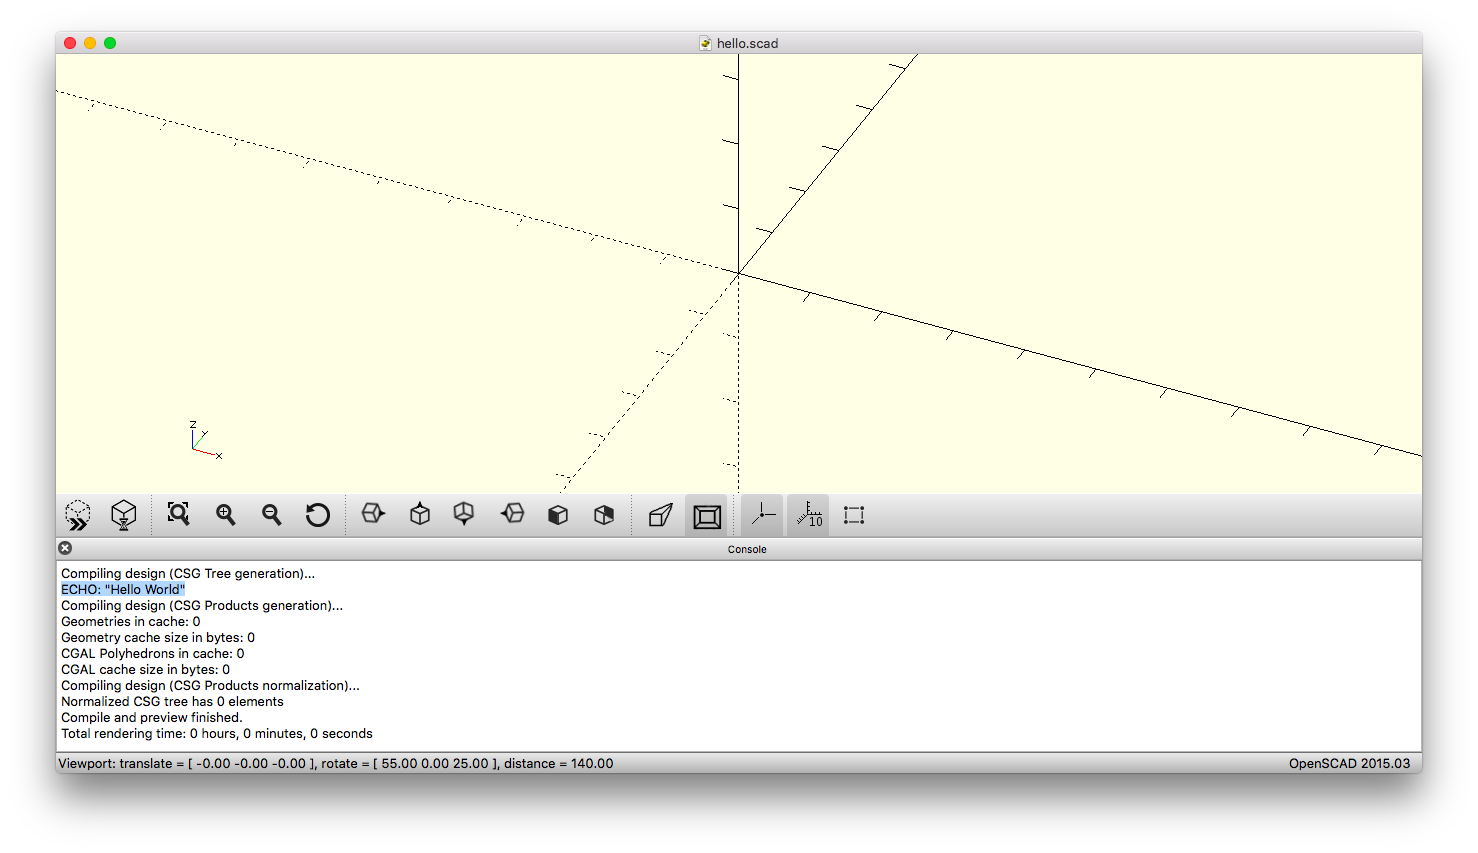 hello.scad
Z
Y
X
10
Console
Compiling design (CSG Tree generation)...
ECHO: "Hello World"
Compiling design (CSG Products generation)...
Geometries in cache: 0
Geometry cache size in bytes: 0
CGAL Polyhedrons in cache: 0
CGAL cache size in bytes: 0
Compiling design (CSG Products normalization)...
Normalized CSG tree has 0 elements
Compile and preview finished.
Total rendering time: 0 hours, 0 minutes, 0 seconds
Viewport: translate = [ -0.00 -0.00 -0.00 ], rotate = [ 55.00 0.00 25.00 ], distance = 140.00
OpenSCAD 2015.03